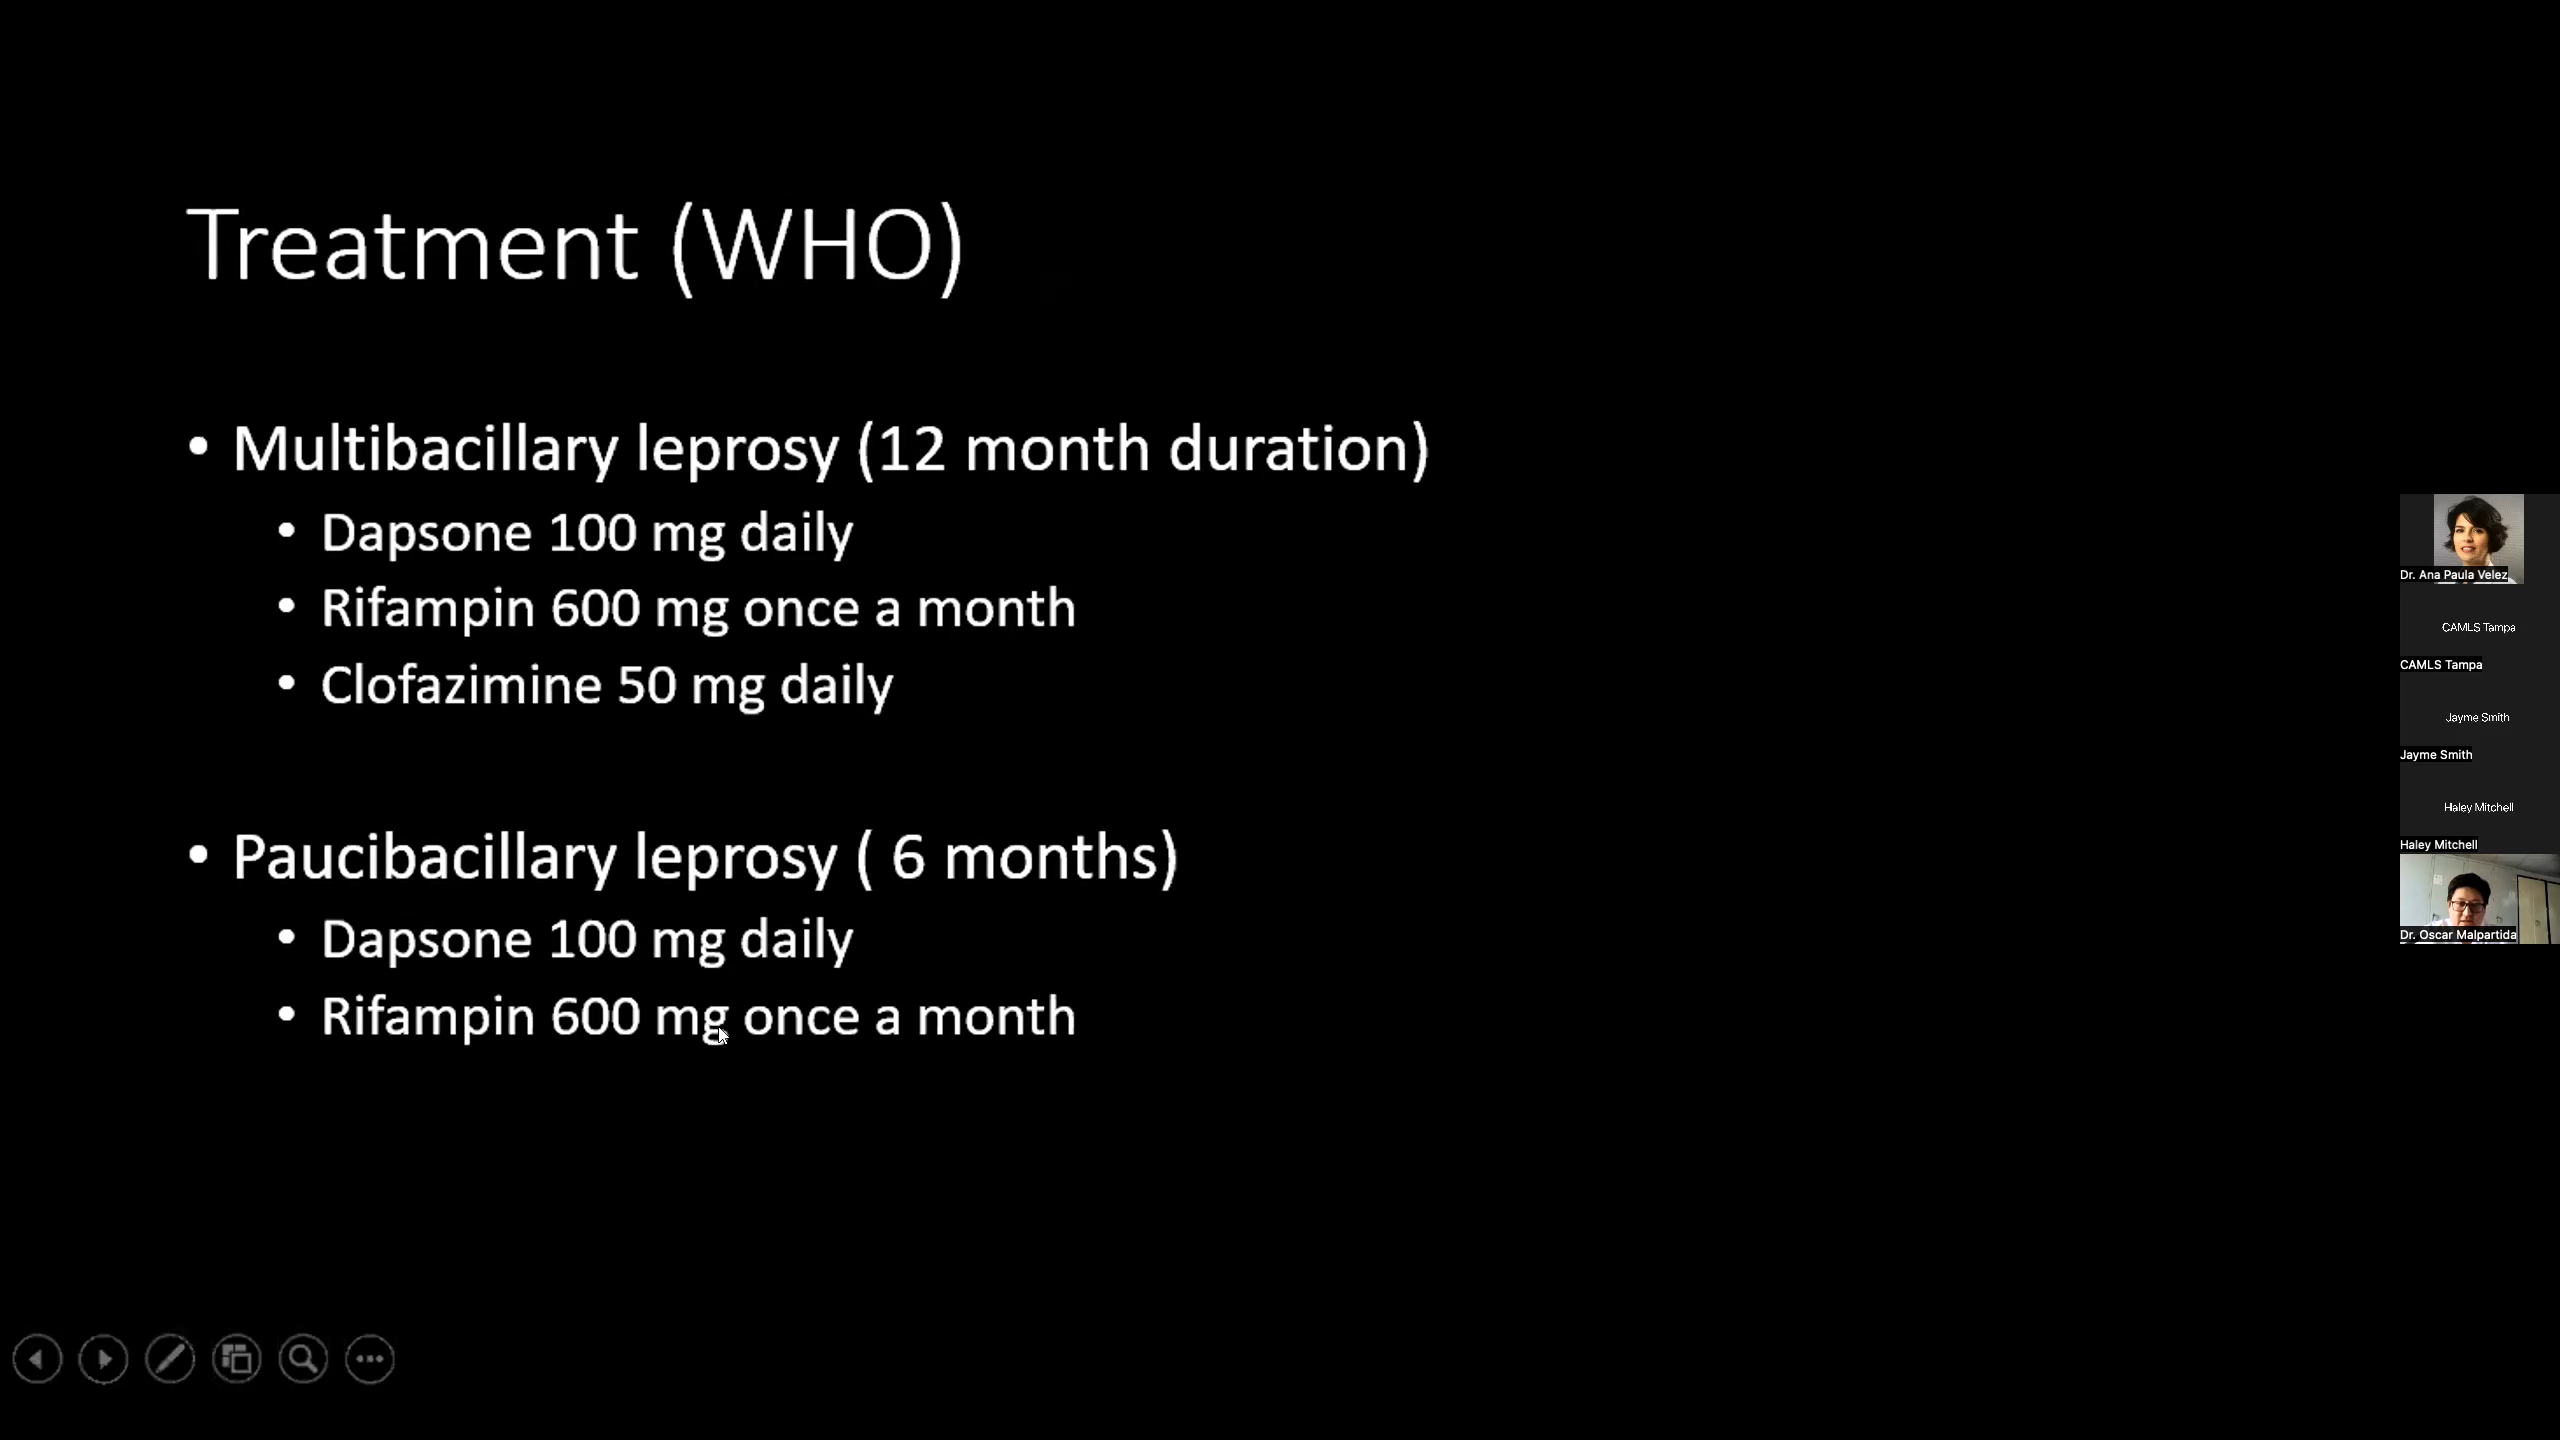 Treatment (WHO)
• Multibacillary leprosy (12 month duration)
• Dapsone 100 mg daily
• Rifampin 600 mg once a month
• Clofazimine 50 mg daily
• Paucibacillary leprosy ( 6 months)
• Dapsone 100 mg daily
• Rifampin 600 mg once a month
Dr. Ana Paula Velez
CAMLS Tampa
CAMLS Tampa
Jayme Smith
Jayme Smith
Haley Mitchell
Haley Mitchell
Dr. Oscar Malpartida